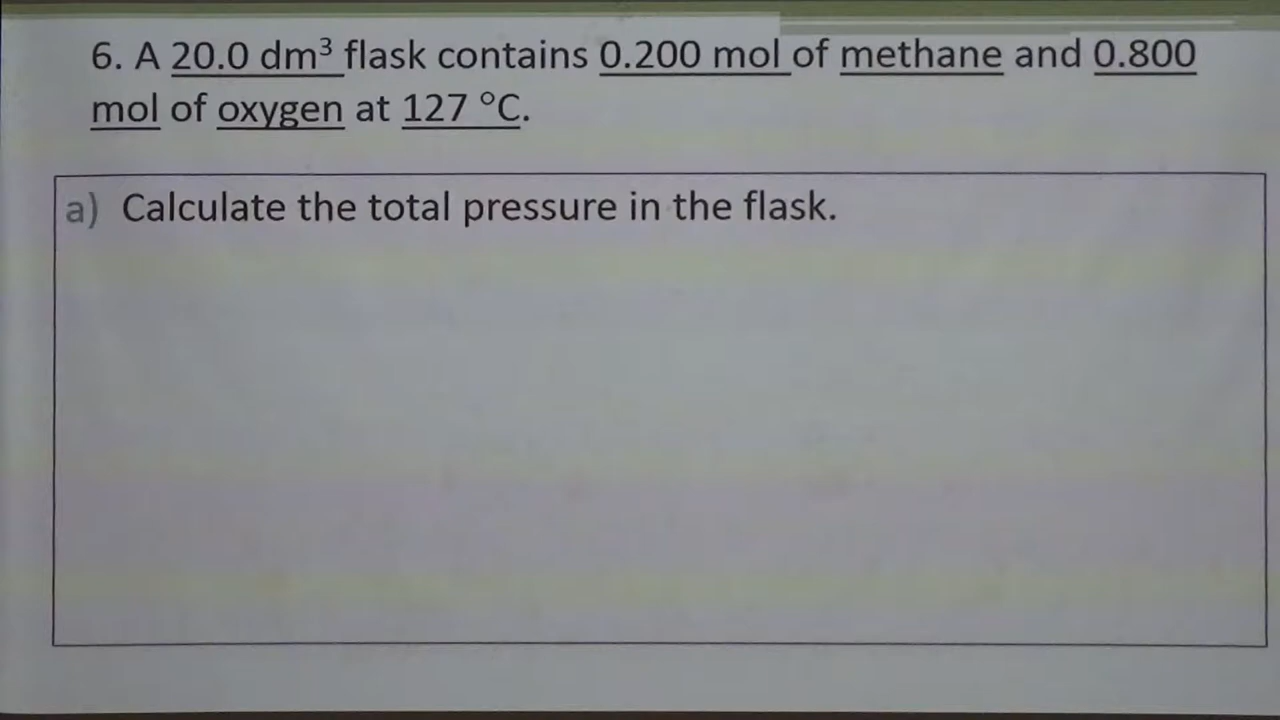 6. A 20.0 dm³ flask contains 0.200 mol of methane and 0.800
mol of oxygen at 127 °C.
a) Calculate the total pressure in the flask.